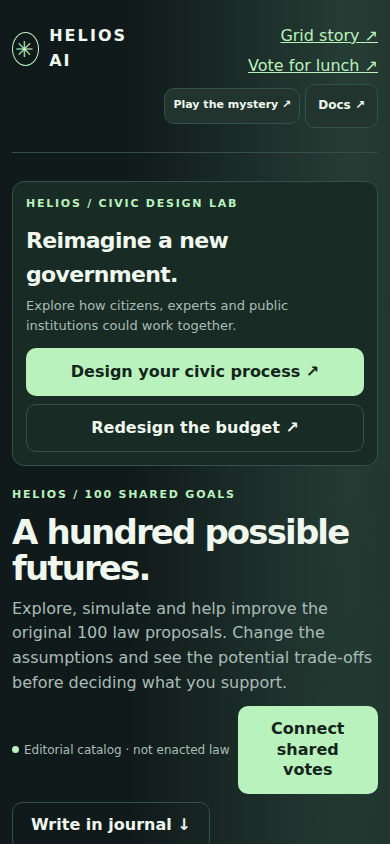 HELIOS
AI
Grid story ↗
Vote for lunch ↗
Play the mystery ↗
Docs ↗
HELIOS / CIVIC DESIGN LAB
Reimagine a new
government.
Explore how citizens, experts and public
institutions could work together.
Design your civic process ↗
Redesign the budget ↗
HELIOS / 100 SHARED GOALS
A hundred possible
futures.
Explore, simulate and help improve the
original 100 law proposals. Change the
assumptions and see the potential trade-offs
before deciding what you support.
Editorial catalog · not enacted law
Connect
shared
votes
Write in journal ↓